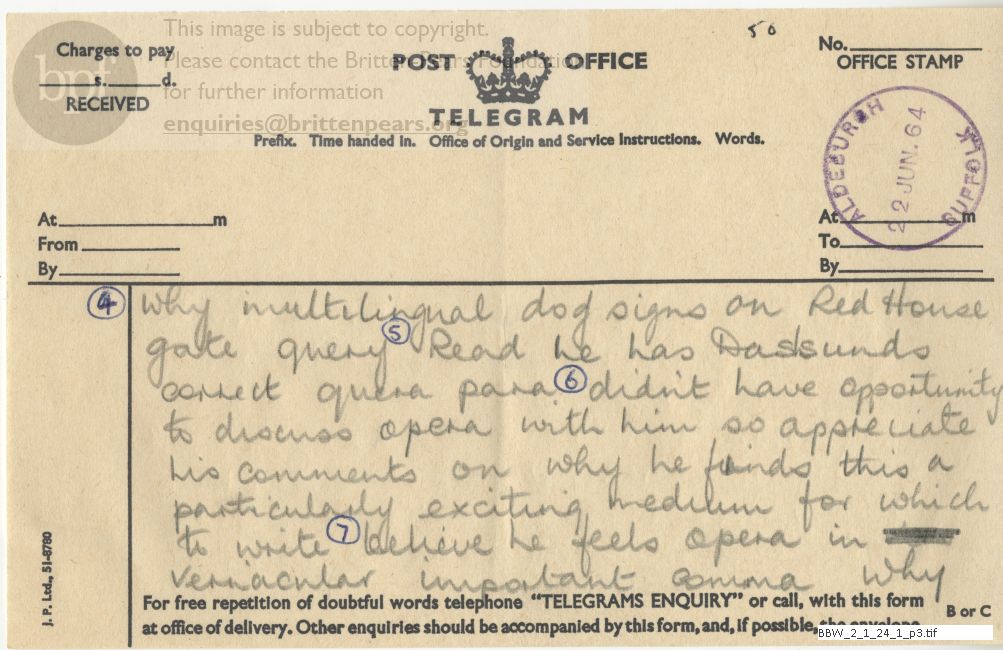 This image is subject to copyright.
Please contact the Britten-Pears Foundation
for further information
enquiries@brittenpears.org
bpf
Charges to pay
s. d.
RECEIVED
POST OFFICE
TELEGRAM
50
No.
OFFICE STAMP
Prefix. Time handed in. Office of Origin and Service Instructions. Words.
ALDEBURGH
22 JUN. 64
SUFFOLK
At m
From
By
At m
To
By
④ Why multilingual dog signs on Red House
gate query ⑤ Read he has Dassunds
correct quera para ⑥ didn't have opportunity
to discuss opera with him so appreciate
his comments on why he finds this a
particularly exciting medium for which
to write ⑦ believe he feels opera in
vernacular important comma why
For free repetition of doubtful words telephone "TELEGRAMS ENQUIRY" or call, with this form
at office of delivery. Other enquiries should be accompanied by this form, and, if possible, the envelope
B or C
J. P. Ltd., 51-8780
BBW_2_1_24_1_p3.tif